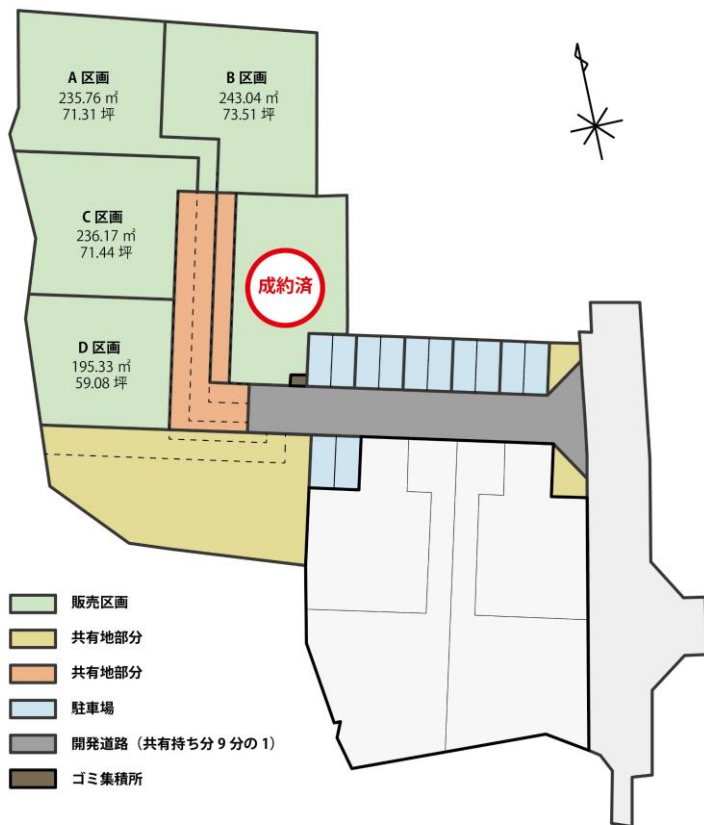 A 区画
235.76 ㎡
71.31 坪
B 区画
243.04 ㎡
73.51 坪
C 区画
236.17 ㎡
71.44 坪
成約済
D 区画
195.33 ㎡
59.08 坪
販売区画
共有地部分
共有地部分
駐車場
開発道路（共有持ち分 9 分の 1）
ゴミ集積所